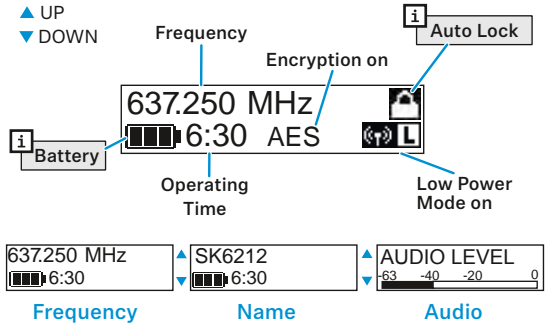 ▲ UP
▼ DOWN
Frequency
i
Auto Lock
Encryption on
637.250 MHz
6:30 AES L
i
Battery
Operating
Time
Low Power
Mode on
637.250 MHz
6:30
SK6212
6:30
AUDIO LEVEL
-63 -40 -20 0
Frequency
Name
Audio